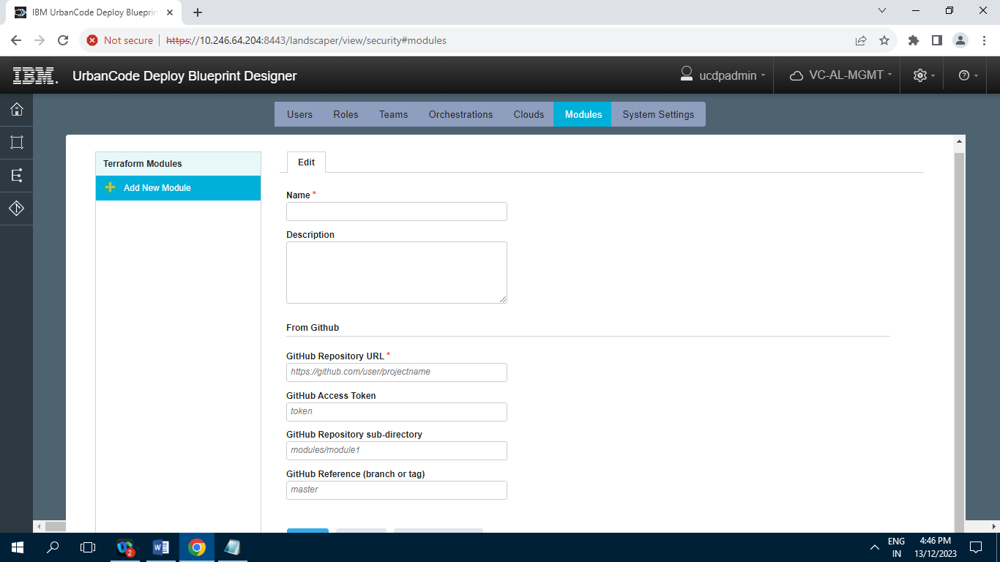 IBM UrbanCode Deploy Blueprin
Not secure
https://10.246.64.204:8443/landscaper/view/security#modules
IBM.
UrbanCode Deploy Blueprint Designer
ucdpadmin
VC-AL-MGMT
Users
Roles
Teams
Orchestrations
Clouds
Modules
System Settings
Terraform Modules
Add New Module
Edit
Name *
Description
From Github
GitHub Repository URL *
https://github.com/user/projectname
GitHub Access Token
token
GitHub Repository sub-directory
modules/module1
GitHub Reference (branch or tag)
master
2
ENG
IN
4:46 PM
13/12/2023